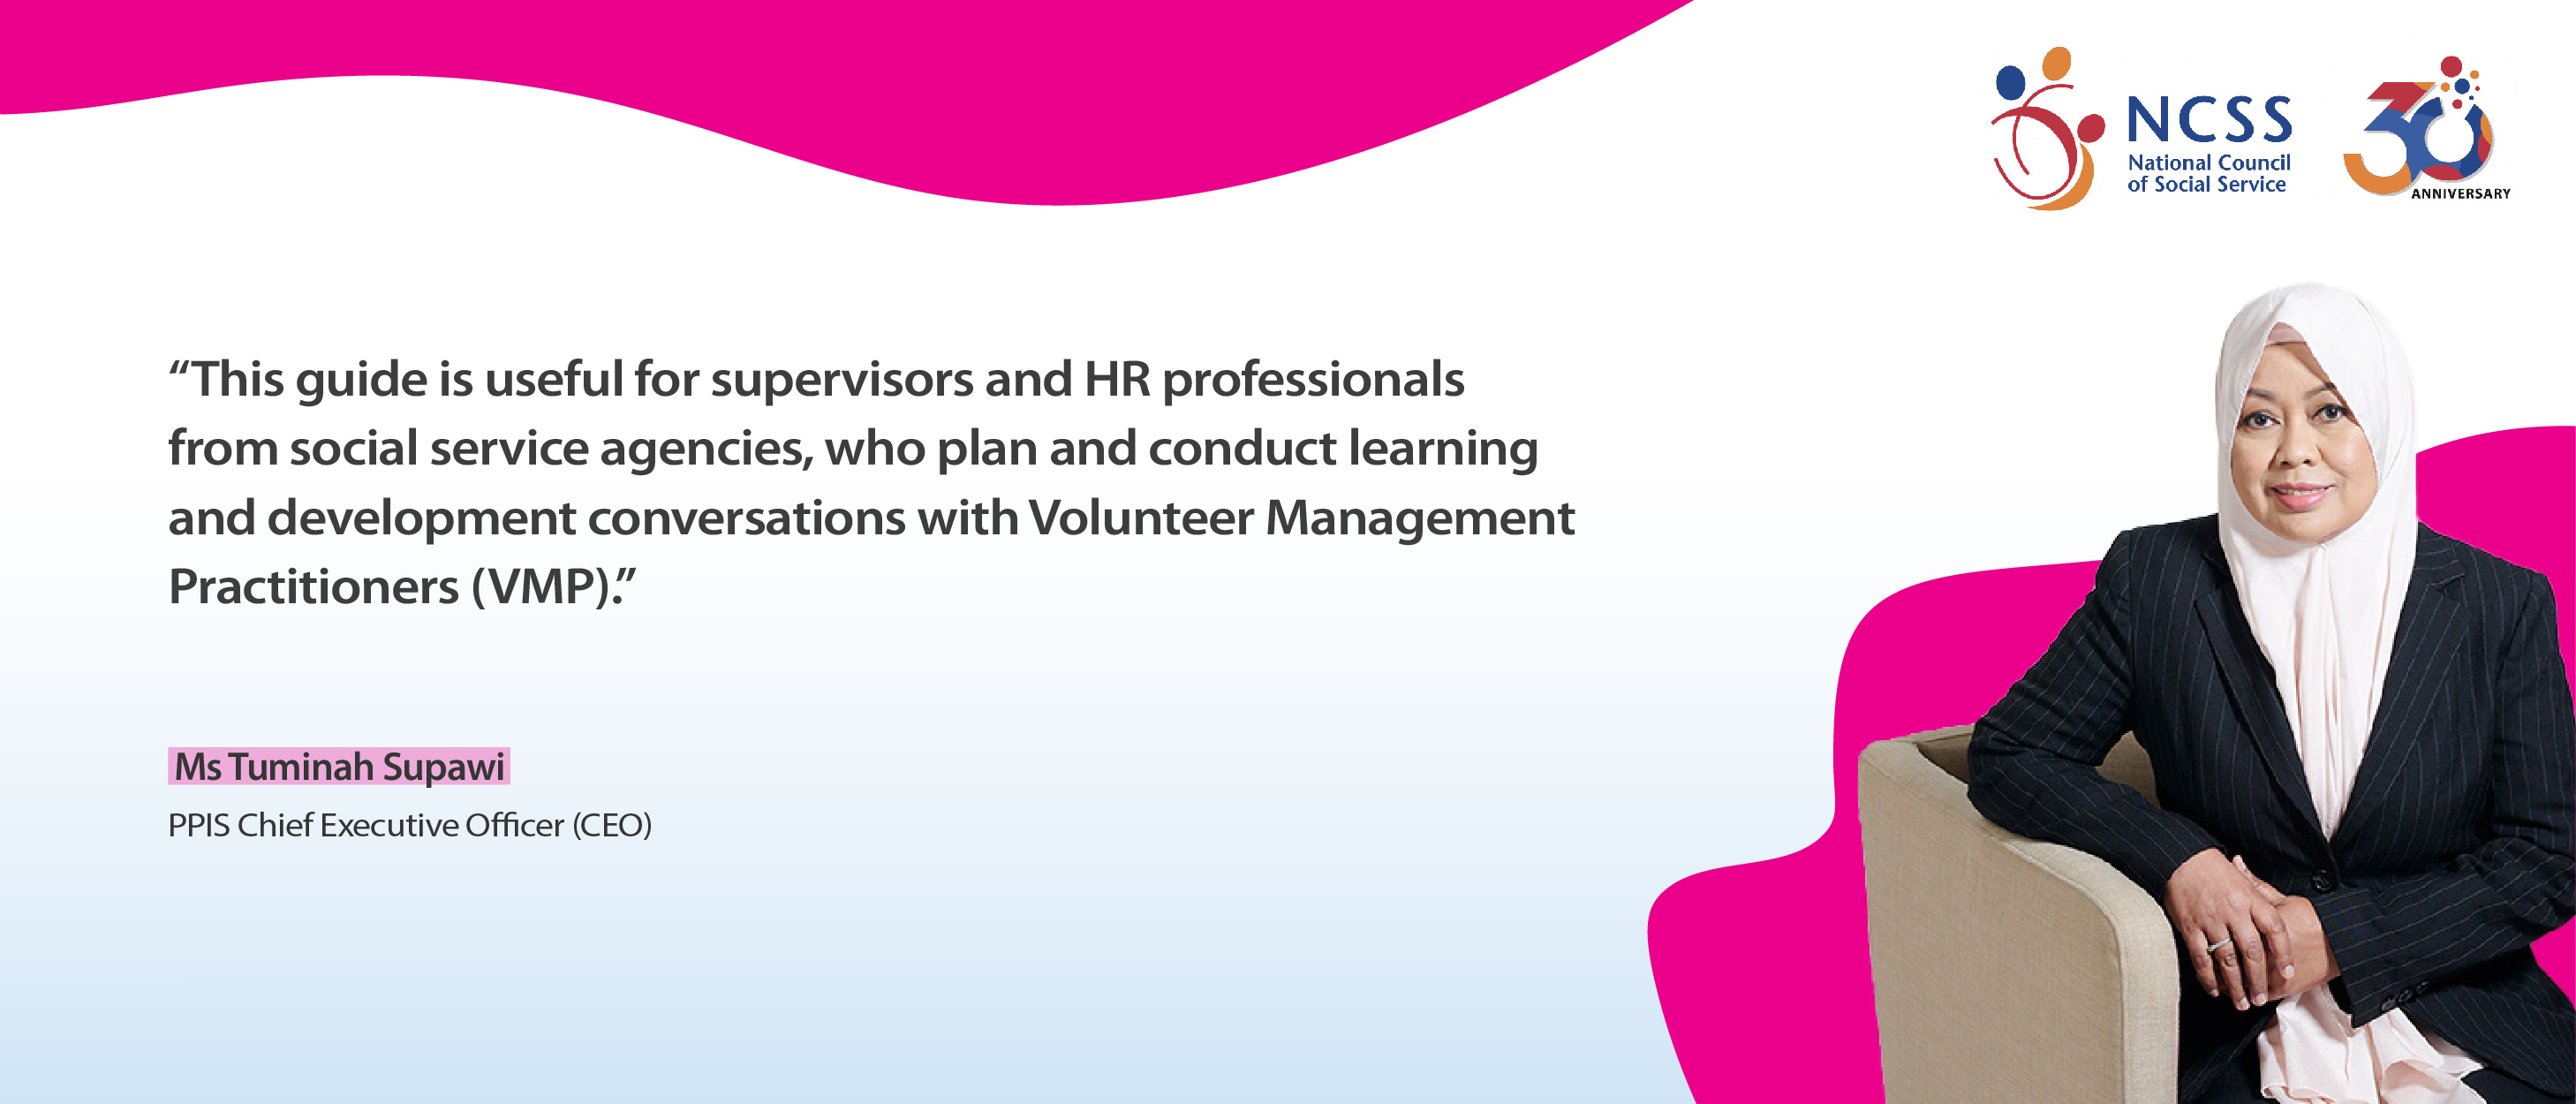 NCSS
National Council
of Social Service
30
ANNIVERSARY
“This guide is useful for supervisors and HR professionals
from social service agencies, who plan and conduct learning
and development conversations with Volunteer Management
Practitioners (VMP).”
Ms Tuminah Supawi
PPIS Chief Executive Officer (CEO)